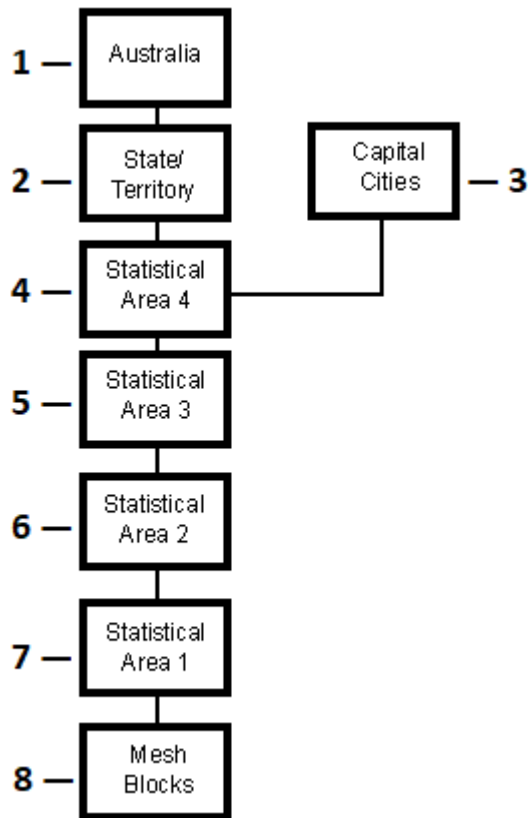 1 — Australia
2 — State/
Territory
Capital
Cities — 3
4 — Statistical
Area 4
5 — Statistical
Area 3
6 — Statistical
Area 2
7 — Statistical
Area 1
8 — Mesh
Blocks